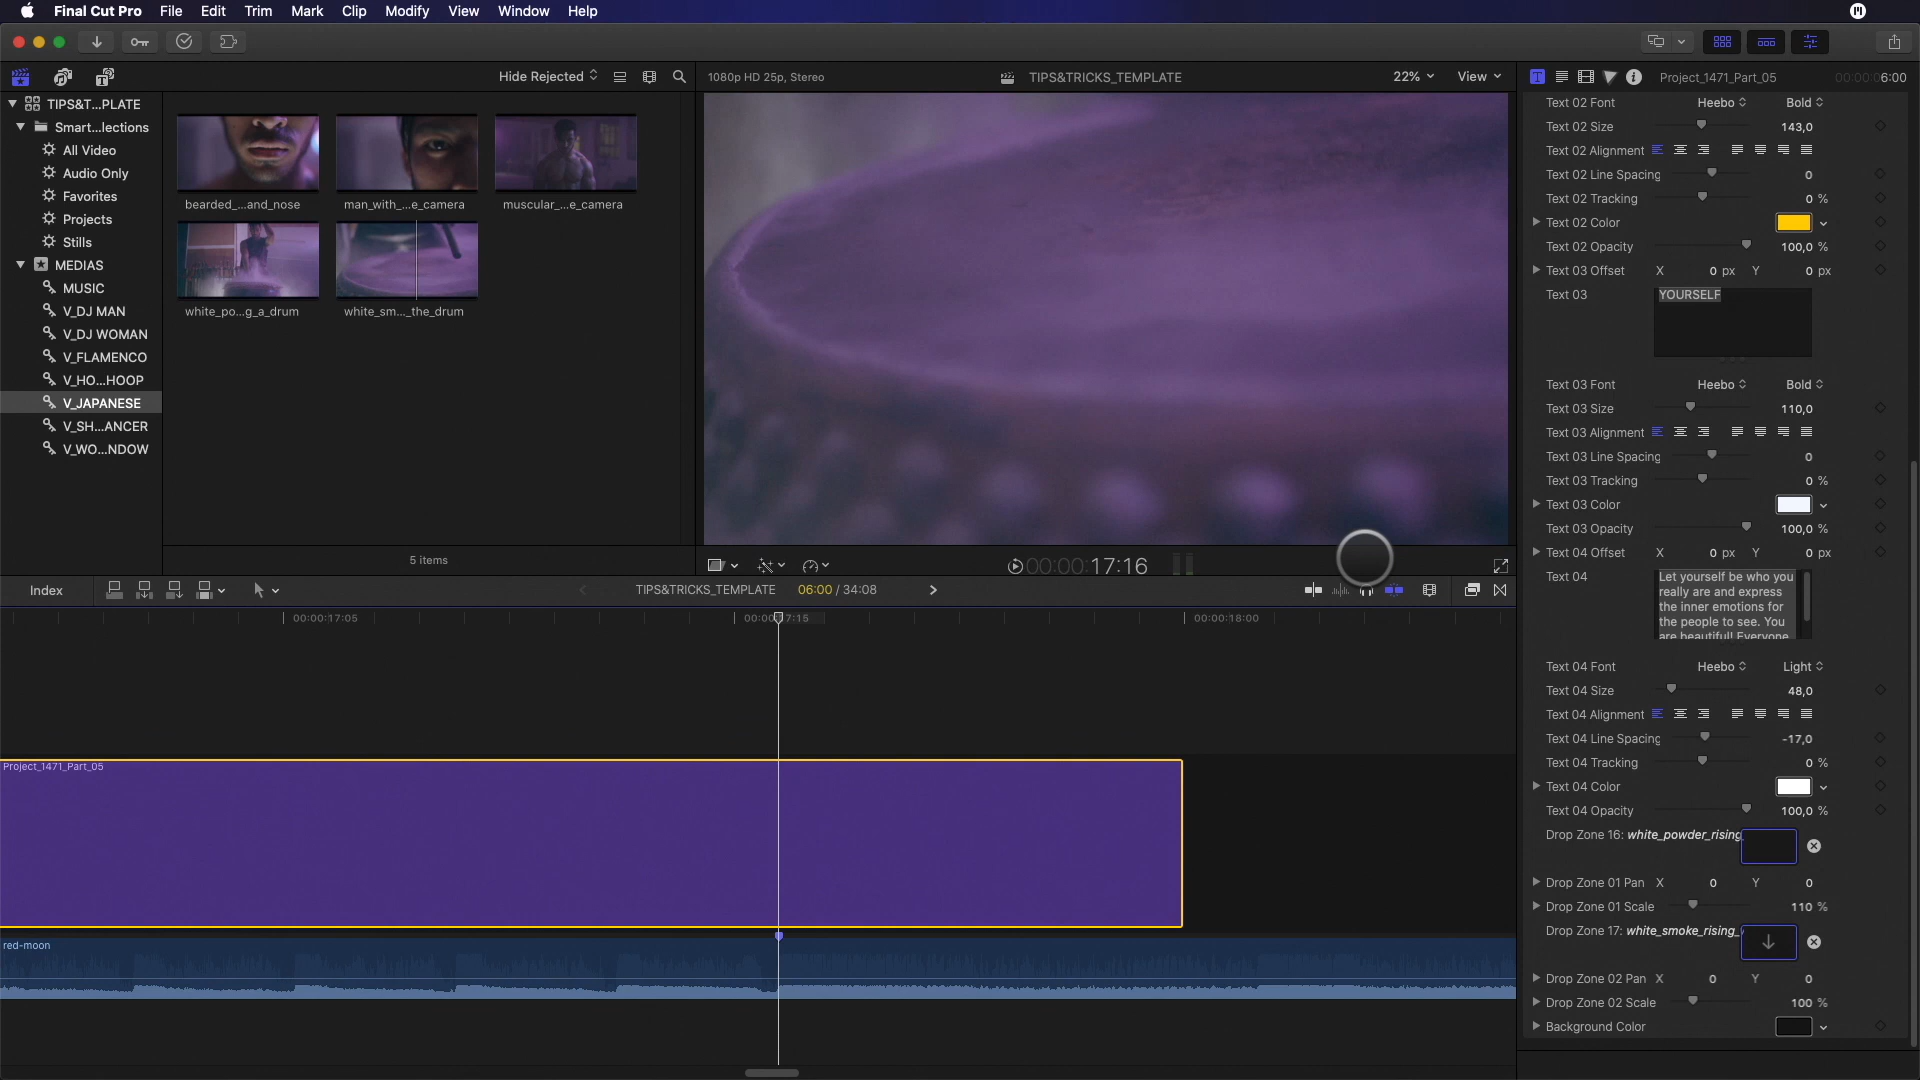 Final Cut Pro File Edit Trim Mark Clip Modify View Window Help
Hide Rejected
1080p HD 25p, Stereo
TIPS&TRICKS_TEMPLATE
22%
View
Project_1471_Part_05
00:00:06:00
TIPS&T...PLATE
Smart...lections
All Video
Audio Only
Favorites
Projects
Stills
MEDIAS
MUSIC
V_DJ MAN
V_DJ WOMAN
V_FLAMENCO
V_HO...HOOP
V_JAPANESE
V_SH...ANCER
V_WO...NDOW
bearded_...and_nose
man_with_...e_camera
muscular_...e_camera
white_po...g_a_drum
white_sm..._the_drum
5 items
00:00:17:16
Text 02 Font Heebo Bold
Text 02 Size 143,0
Text 02 Alignment
Text 02 Line Spacing 0
Text 02 Tracking 0 %
Text 02 Color
Text 02 Opacity 100,0 %
Text 03 Offset X 0 px Y 0 px
Text 03 YOURSELF
Text 03 Font Heebo Bold
Text 03 Size 110,0
Text 03 Alignment
Text 03 Line Spacing 0
Text 03 Tracking 0 %
Text 03 Color
Text 03 Opacity 100,0 %
Text 04 Offset X 0 px Y 0 px
Text 04 Let yourself be who you
really are and express
the inner emotions for
the people to see. You
are beautiful! Everyone
Text 04 Font Heebo Light
Text 04 Size 48,0
Text 04 Alignment
Text 04 Line Spacing -17,0
Text 04 Tracking 0 %
Text 04 Color
Text 04 Opacity 100,0 %
Drop Zone 16: white_powder_rising
Drop Zone 01 Pan X 0 Y 0
Drop Zone 01 Scale 110 %
Drop Zone 17: white_smoke_rising_
Drop Zone 02 Pan X 0 Y 0
Drop Zone 02 Scale 100 %
Background Color
Index
TIPS&TRICKS_TEMPLATE
06:00 / 34:08
00:00:17:05
00:00:17:15
00:00:18:00
Project_1471_Part_05
red-moon